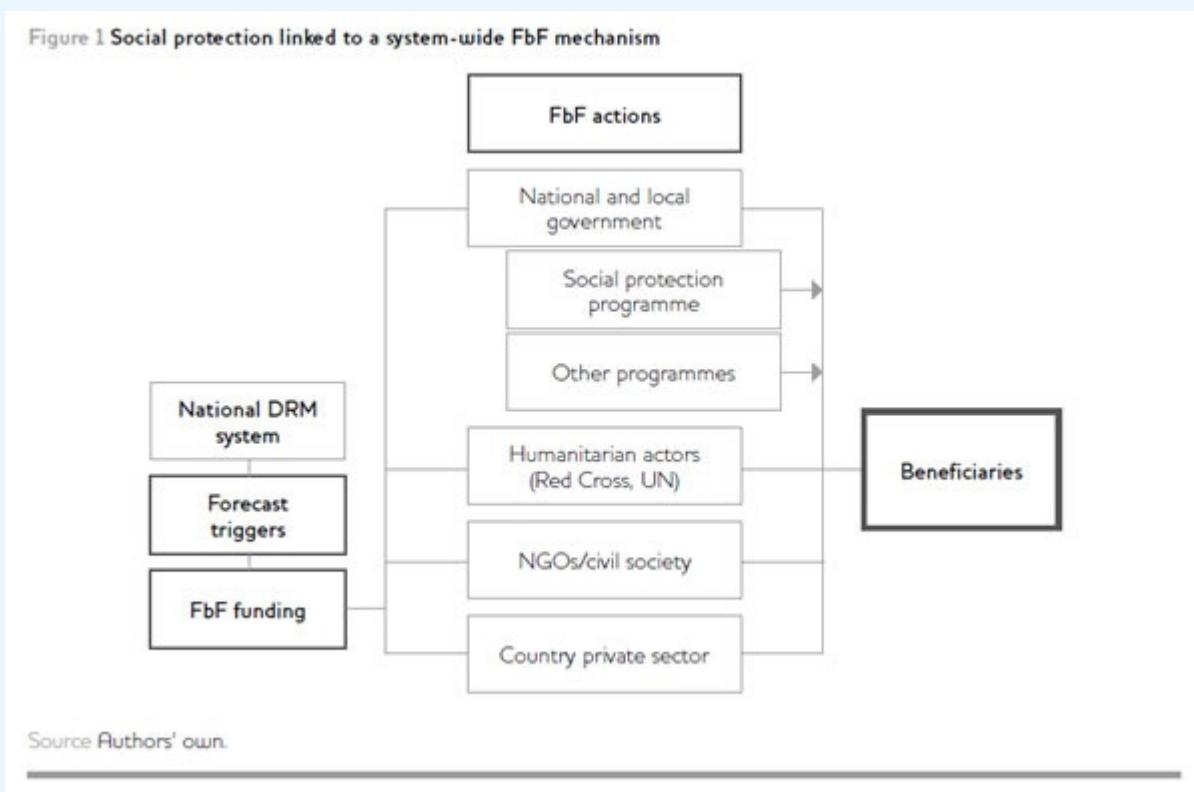 Figure 1 Social protection linked to a system-wide FbF mechanism
FbF actions
National and local
government
Social protection
programme
Other programmes
National DRM
system
Humanitarian actors
(Red Cross, UN)
Beneficiaries
Forecast
triggers
NGOs/civil society
FbF funding
Country private sector
Source Authors' own.